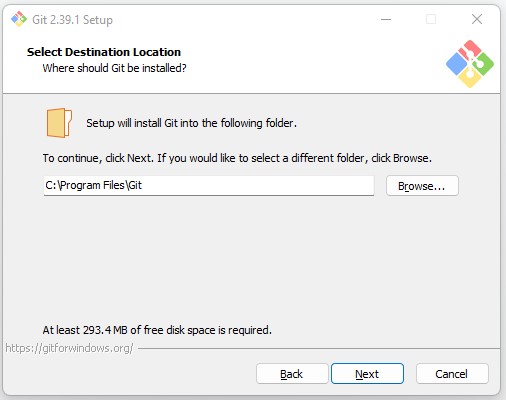 Git 2.39.1 Setup
Select Destination Location
Where should Git be installed?
Setup will install Git into the following folder.
To continue, click Next. If you would like to select a different folder, click Browse.
C:\Program Files\Git
Browse...
At least 293.4 MB of free disk space is required.
https://gitforwindows.org/
Back
Next
Cancel